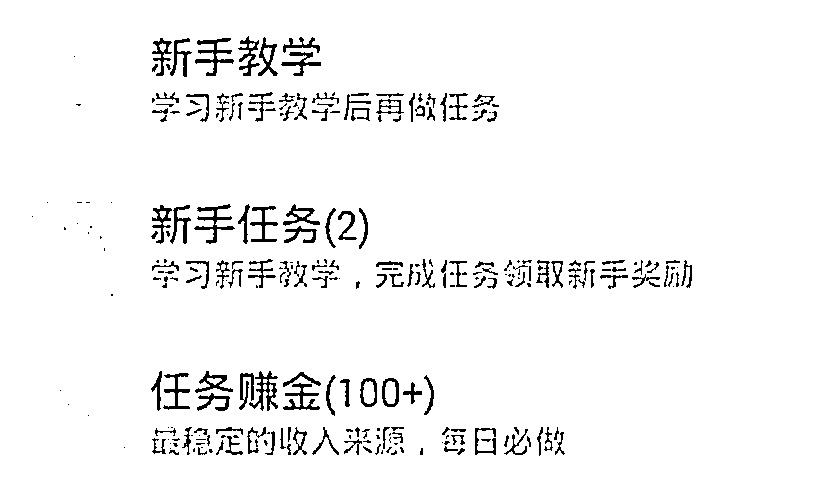 新手教学
学习新手教学后再做任务
新手任务(2)
学习新手教学，完成任务领取新手奖励
任务赚金(100+)
最稳定的收入来源，每日必做